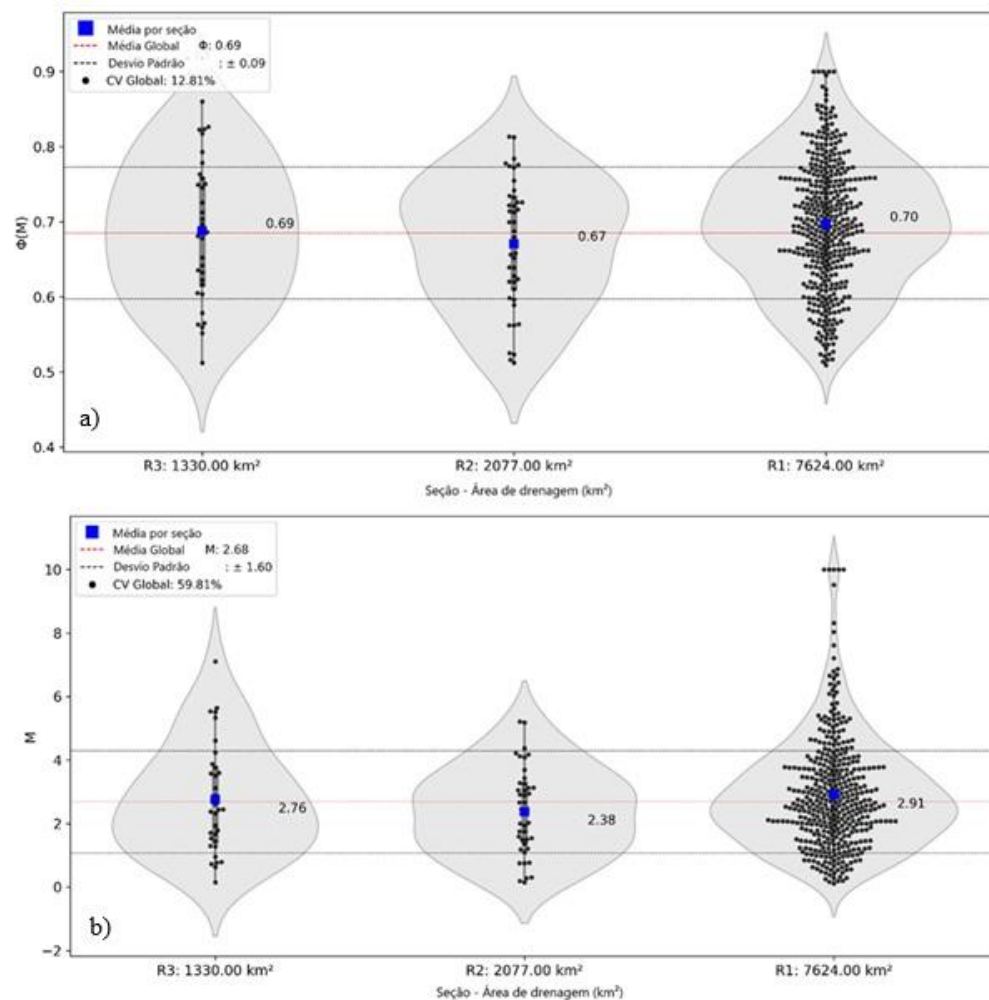 Média por seção
Média Global Φ: 0.69
Desvio Padrão : ± 0.09
CV Global: 12.81%
0.9
0.8
0.7
0.6
0.5
0.4
Φ(M)
0.69
0.67
0.70
a)
R3: 1330.00 km² R2: 2077.00 km² R1: 7624.00 km²
Seção - Área de drenagem (km²)
Média por seção
Média Global M: 2.68
Desvio Padrão : ± 1.60
CV Global: 59.81%
10
8
6
4
2
0
−2
M
2.76
2.38
2.91
b)
R3: 1330.00 km² R2: 2077.00 km² R1: 7624.00 km²
Seção - Área de drenagem (km²)